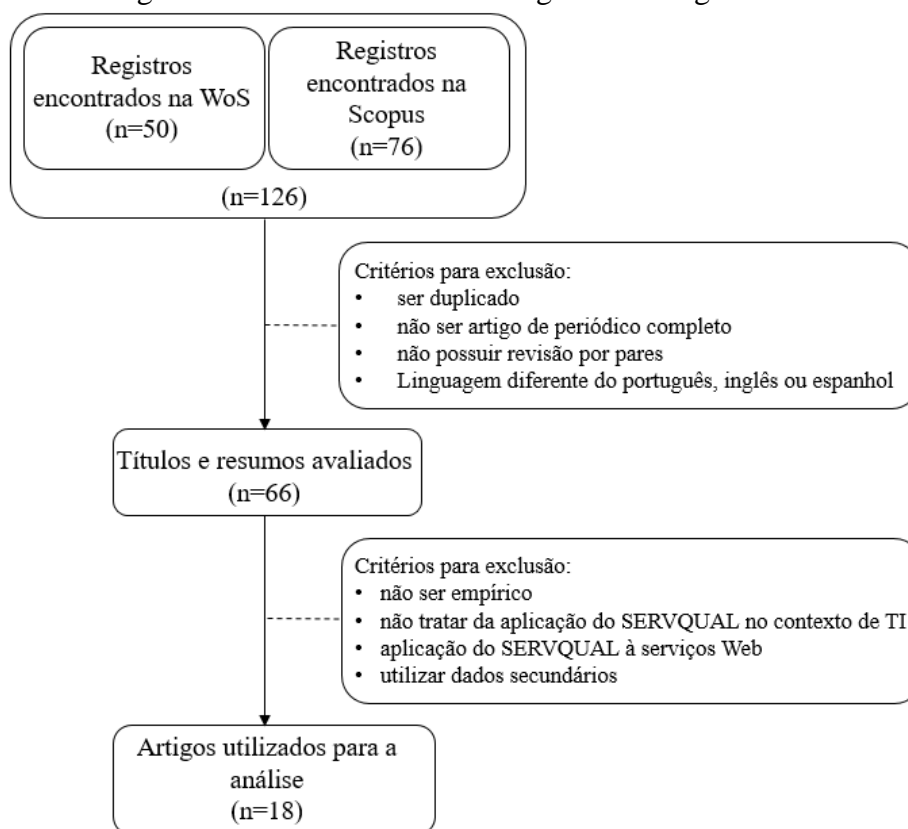 Registros
encontrados na WoS
(n=50)
Registros
encontrados na
Scopus
(n=76)
(n=126)
Critérios para exclusão:
• ser duplicado
• não ser artigo de periódico completo
• não possuir revisão por pares
• Linguagem diferente do português, inglês ou espanhol
Títulos e resumos avaliados
(n=66)
Critérios para exclusão:
• não ser empírico
• não tratar da aplicação do SERVQUAL no contexto de TI
• aplicação do SERVQUAL à serviços Web
• utilizar dados secundários
Artigos utilizados para a
análise
(n=18)